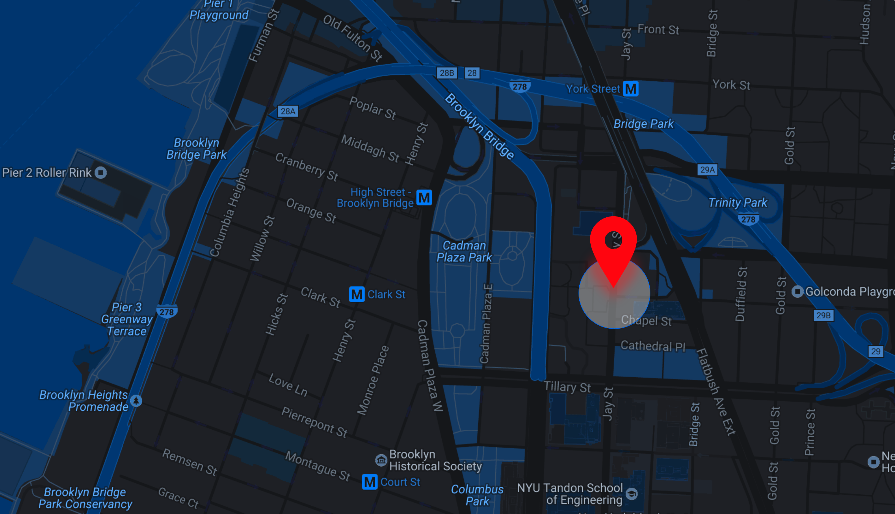 Pier 1
Playground
Furman St
Old Fulton St
Jay St
Front St
Bridge St
Hudson
28B
28
278
York Street
M
York St
28A
Poplar St
Brooklyn Bridge
Bridge Park
Gold St
Brooklyn
Bridge Park
Middagh St
Henry St
Pier 2 Roller Rink
Cranberry St
29A
High Street -
Brooklyn Bridge
M
Columbia Heights
Willow St
Orange St
Trinity Park
278
Cadman
Plaza Park
Clark St
M
Clark St
Cadman Plaza E
Duffield St
Gold St
Golconda Playgro
Pier 3
Greenway
Terrace
278
Hicks St
Henry St
Chapel St
29B
Cathedral Pl
29
Cadman Plaza W
Monroe Place
Flatbush Ave Ext
Love Ln
Tillary St
Brooklyn Heights
Promenade
Jay St
Pierrepont St
Bridge St
Gold St
Prince St
Remsen St
Montague St
Brooklyn
Historical Society
M
Court St
Grace Ct
Columbus
Park
NYU Tandon School
of Engineering
Gold St
Ne
Ho
Brooklyn Bridge
Park Conservancy